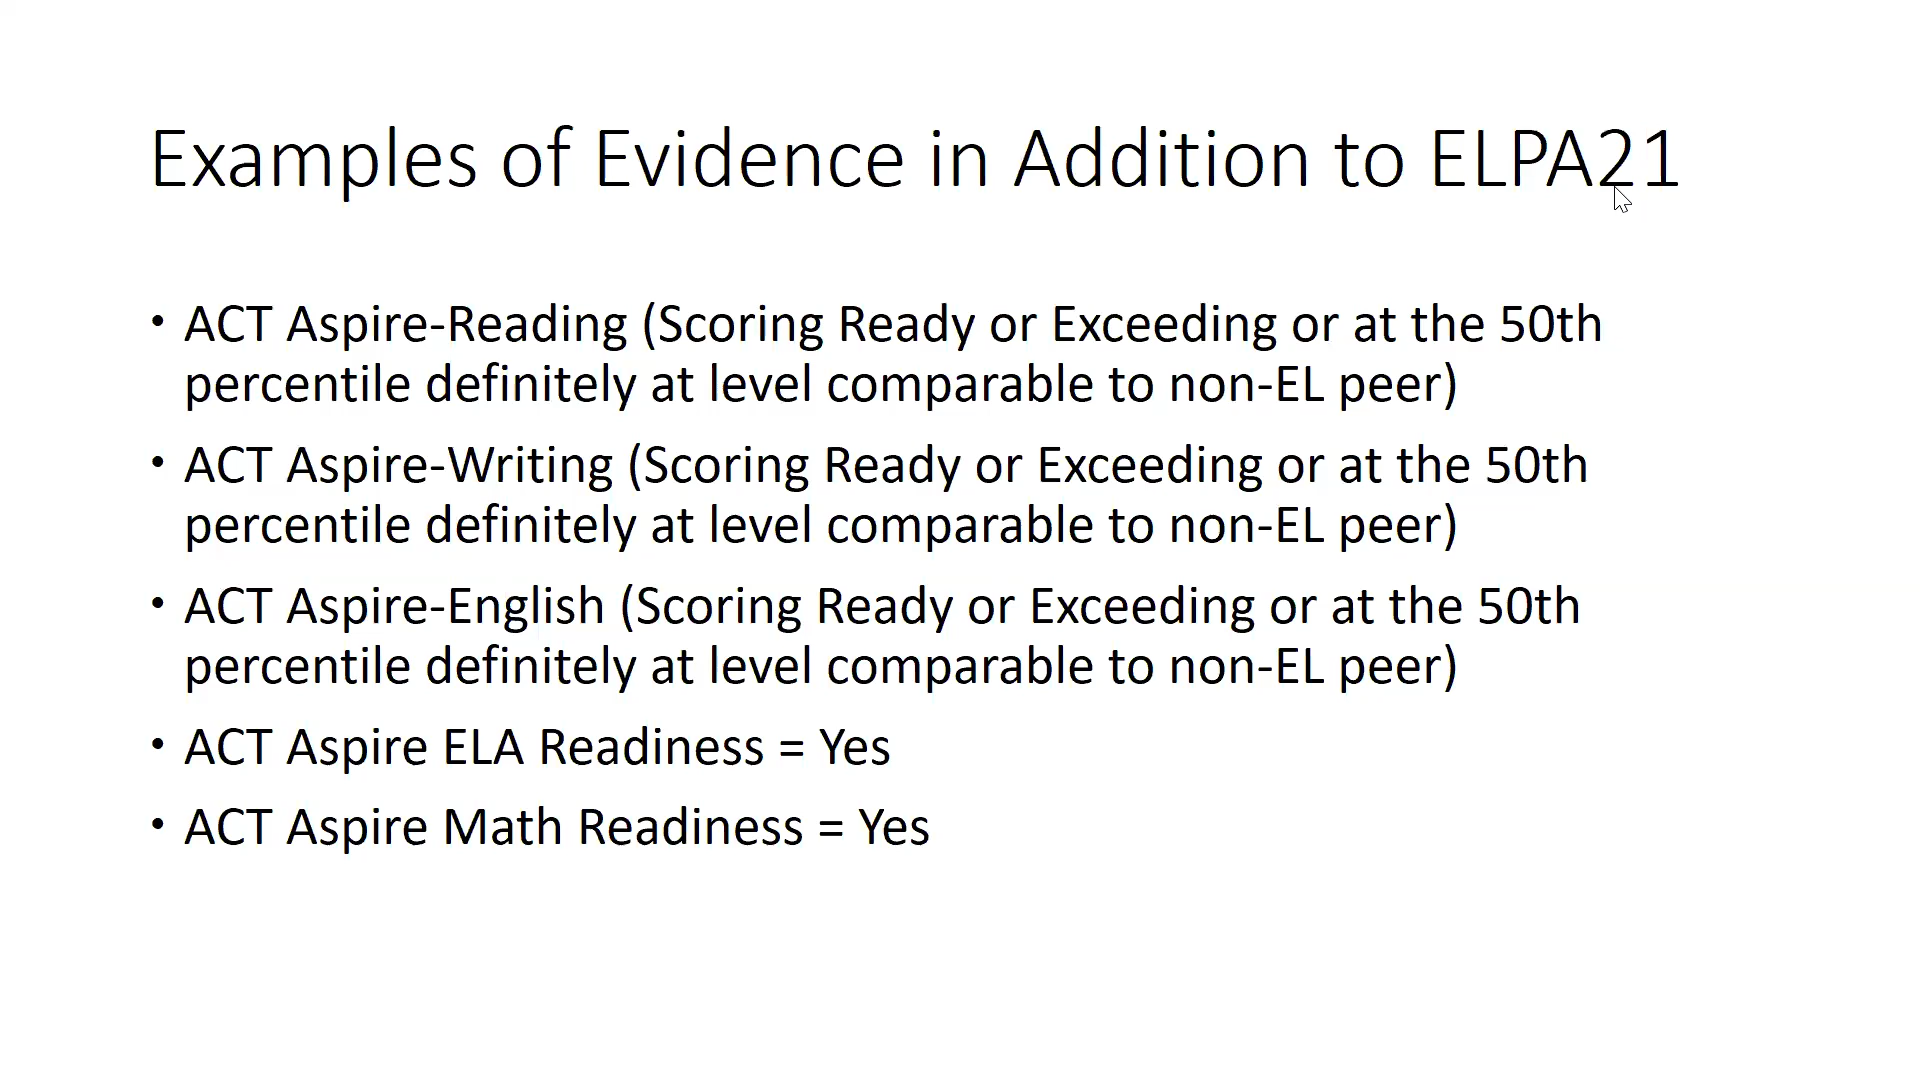 Examples of Evidence in Addition to ELPA21
• ACT Aspire-Reading (Scoring Ready or Exceeding or at the 50th
percentile definitely at level comparable to non-EL peer)
• ACT Aspire-Writing (Scoring Ready or Exceeding or at the 50th
percentile definitely at level comparable to non-EL peer)
• ACT Aspire-English (Scoring Ready or Exceeding or at the 50th
percentile definitely at level comparable to non-EL peer)
• ACT Aspire ELA Readiness = Yes
• ACT Aspire Math Readiness = Yes